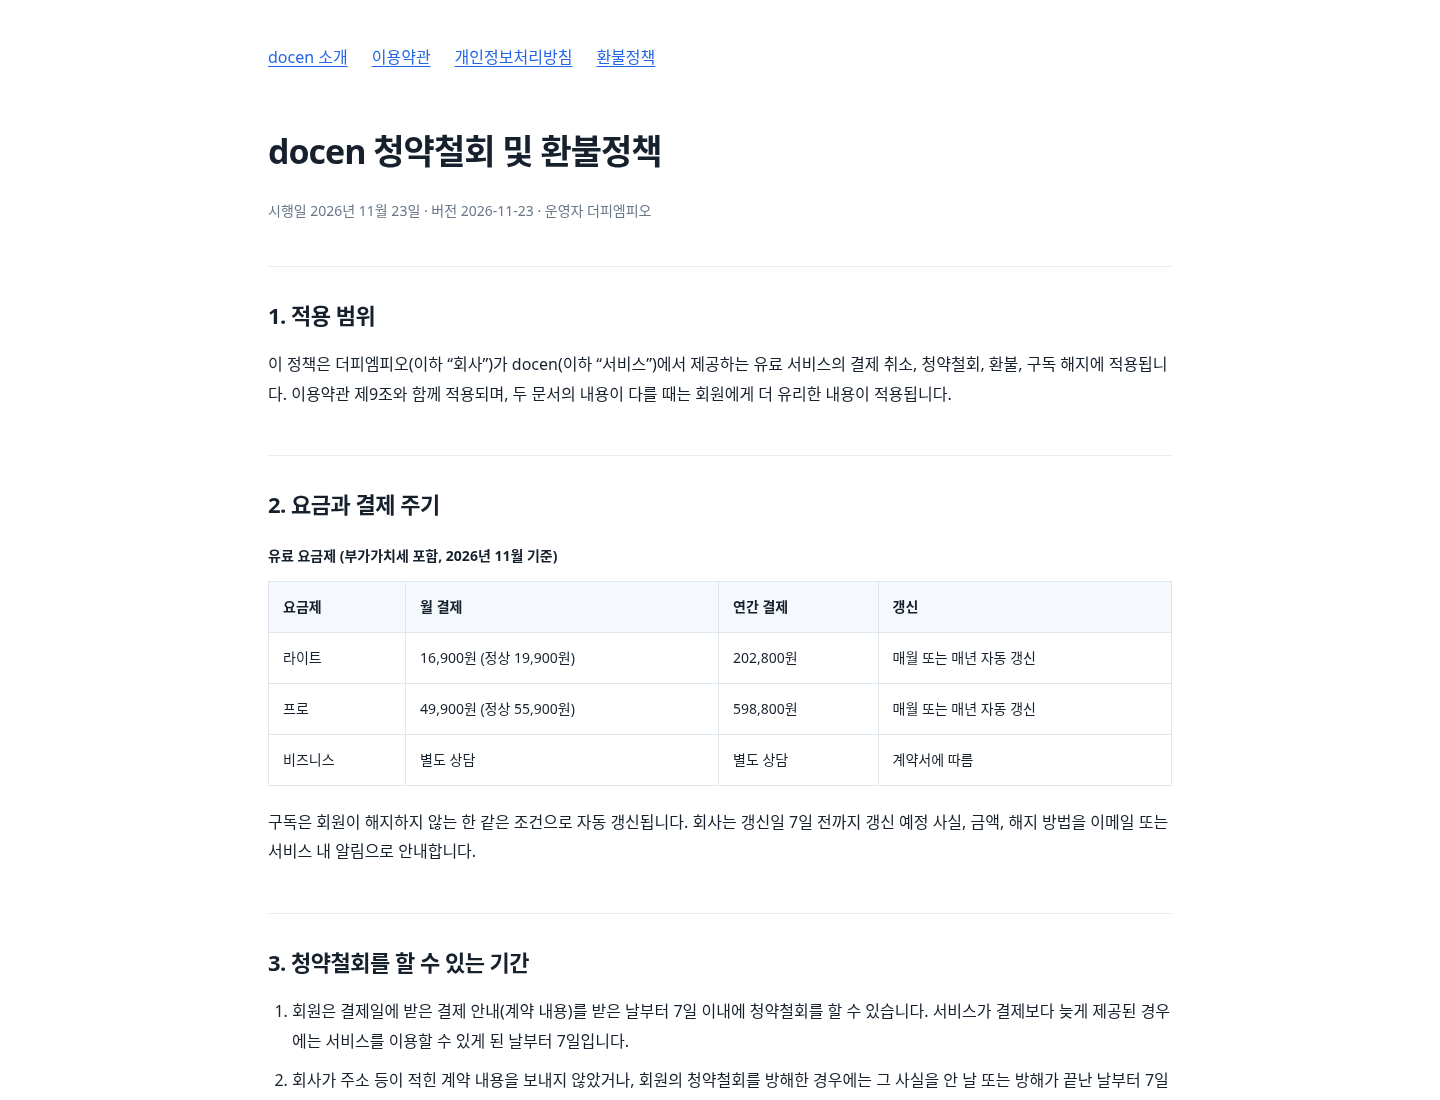 docen 소개 이용약관 개인정보처리방침 환불정책
docen 청약철회 및 환불정책
시행일 2026년 11월 23일 · 버전 2026-11-23 · 운영자 더피엠피오
1. 적용 범위
이 정책은 더피엠피오(이하 “회사”)가 docen(이하 “서비스”)에서 제공하는 유료 서비스의 결제 취소, 청약철회, 환불, 구독 해지에 적용됩니
다. 이용약관 제9조와 함께 적용되며, 두 문서의 내용이 다를 때는 회원에게 더 유리한 내용이 적용됩니다.
2. 요금과 결제 주기
유료 요금제 (부가가치세 포함, 2026년 11월 기준)
요금제 월 결제 연간 결제 갱신
라이트 16,900원 (정상 19,900원) 202,800원 매월 또는 매년 자동 갱신
프로 49,900원 (정상 55,900원) 598,800원 매월 또는 매년 자동 갱신
비즈니스 별도 상담 별도 상담 계약서에 따름
구독은 회원이 해지하지 않는 한 같은 조건으로 자동 갱신됩니다. 회사는 갱신일 7일 전까지 갱신 예정 사실, 금액, 해지 방법을 이메일 또는
서비스 내 알림으로 안내합니다.
3. 청약철회를 할 수 있는 기간
1. 회원은 결제일에 받은 결제 안내(계약 내용)를 받은 날부터 7일 이내에 청약철회를 할 수 있습니다. 서비스가 결제보다 늦게 제공된 경우
에는 서비스를 이용할 수 있게 된 날부터 7일입니다.
2. 회사가 주소 등이 적힌 계약 내용을 보내지 않았거나, 회원의 청약철회를 방해한 경우에는 그 사실을 안 날 또는 방해가 끝난 날부터 7일